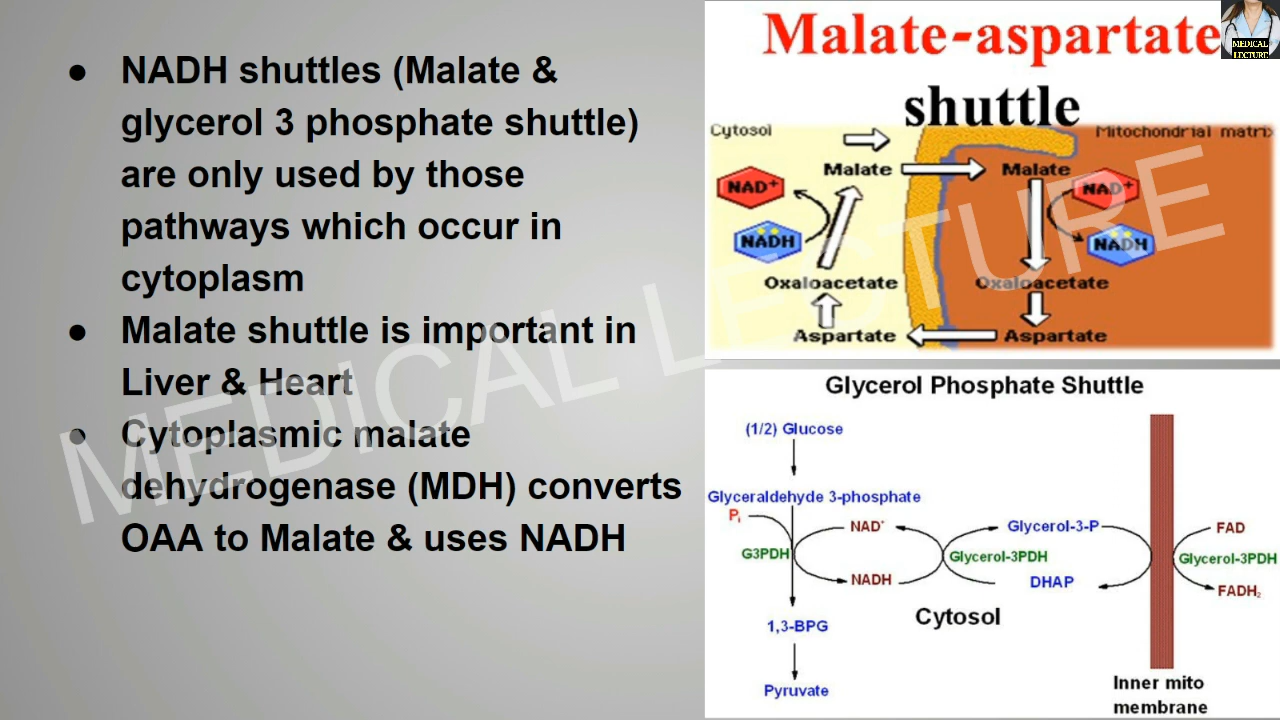 ● NADH shuttles (Malate &
glycerol 3 phosphate shuttle)
are only used by those
pathways which occur in
cytoplasm
● Malate shuttle is important in
Liver & Heart
● Cytoplasmic malate
dehydrogenase (MDH) converts
OAA to Malate & uses NADH
MEDICAL LECTURE
Malate-aspartate
shuttle
MEDICAL
LECTURE
Cytosol
Mitochondrial matrix
Malate
Malate
NAD+
NAD+
NADH
NADH
Oxaloacetate
Oxaloacetate
Aspartate
Aspartate
Glycerol Phosphate Shuttle
(1/2) Glucose
Glyceraldehyde 3-phosphate
Pi
NAD+
Glycerol-3-P
FAD
G3PDH
Glycerol-3PDH
Glycerol-3PDH
NADH
DHAP
FADH2
Cytosol
1,3-BPG
Pyruvate
Inner mito
membrane